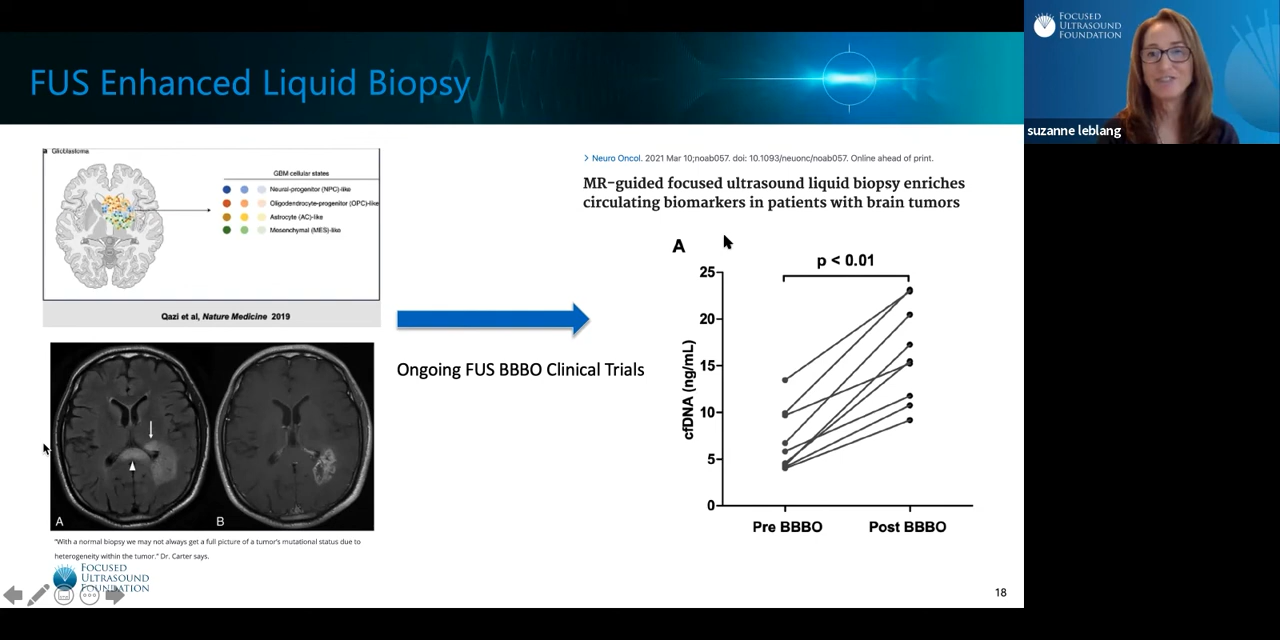 FUS Enhanced Liquid Biopsy
a Glioblastoma
GBM cellular states
Neural-progenitor (NPC)-like
Oligodendrocyte-progenitor (OPC)-like
Astrocyte (AC)-like
Mesenchymal (MES)-like
Qazi et al, Nature Medicine 2019
A
B
"With a normal biopsy we may not always get a full picture of a tumor's mutational status due to
heterogeneity within the tumor." Dr. Carter says.
FOCUSED
ULTRASOUND
FOUNDATION
Ongoing FUS BBBO Clinical Trials
> Neuro Oncol. 2021 Mar 10;noab057. doi: 10.1093/neuonc/noab057. Online ahead of print.
MR-guided focused ultrasound liquid biopsy enriches
circulating biomarkers in patients with brain tumors
A
p < 0.01
25
20
15
10
5
0
cfDNA (ng/mL)
Pre BBBO
Post BBBO
18
FOCUSED
ULTRASOUND
FOUNDATION
suzanne leblang